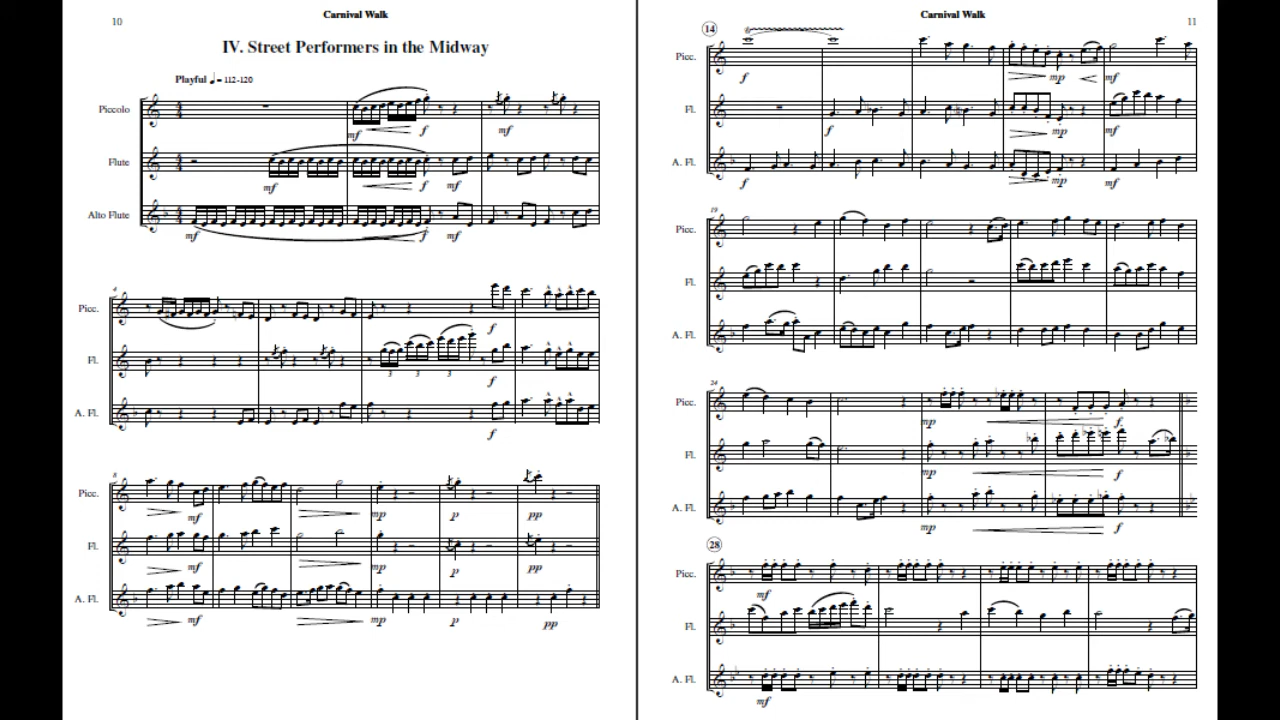 10
Carnival Walk
IV. Street Performers in the Midway
Playful ♩= 112-120
Piccolo
mf f mf
Flute
mf f mf
Alto Flute
mf f mf
4
Picc.
f
Fl.
3 3 3
f
A. Fl.
f
8
Picc.
mf mp p pp
Fl.
mf mp p pp
A. Fl.
mf mp p pp
Carnival Walk
11
14
Picc.
f mp mf
Fl.
f mp mf
A. Fl.
f mp mf
19
Picc.
Fl.
A. Fl.
24
Picc.
mp f
Fl.
mp f
A. Fl.
mp f
28
Picc.
mf
Fl.
A. Fl.
mf